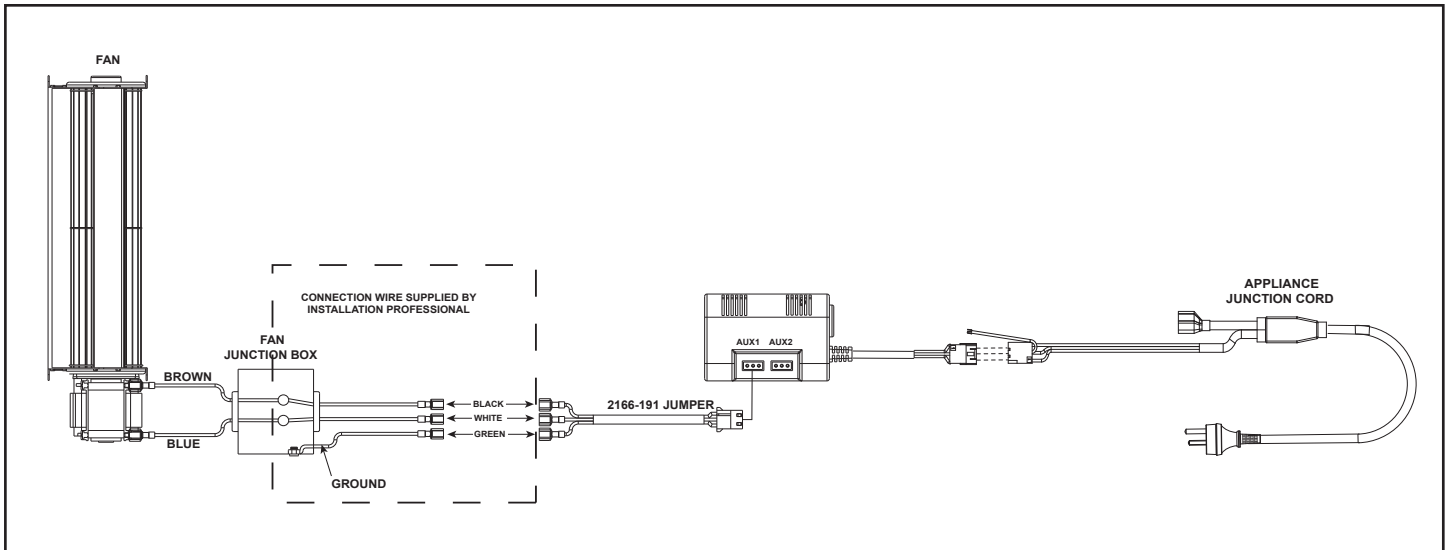 FAN
CONNECTION WIRE SUPPLIED BY
INSTALLATION PROFESSIONAL
FAN
JUNCTION BOX
BROWN
BLUE
BLACK
WHITE
GREEN
GROUND
2166-191 JUMPER
AUX1 AUX2
APPLIANCE
JUNCTION CORD